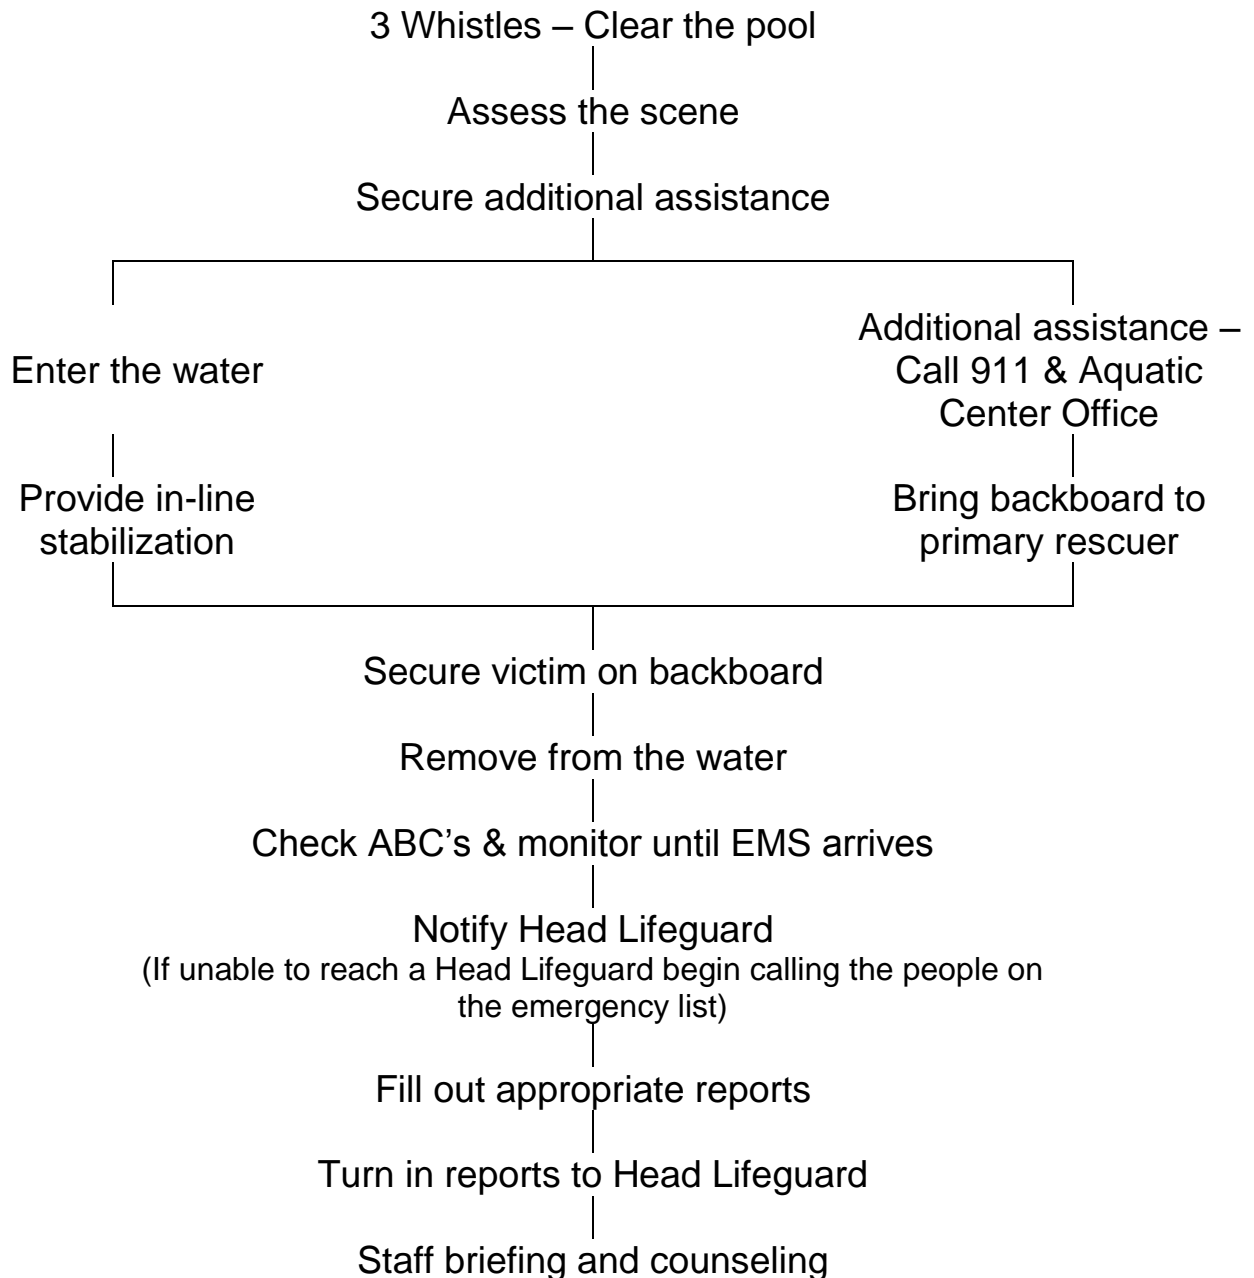 3 Whistles – Clear the pool
Assess the scene
Secure additional assistance
Enter the water
Provide in-line
stabilization
Additional assistance –
Call 911 & Aquatic
Center Office
Bring backboard to
primary rescuer
Secure victim on backboard
Remove from the water
Check ABC’s & monitor until EMS arrives
Notify Head Lifeguard
(If unable to reach a Head Lifeguard begin calling the people on
the emergency list)
Fill out appropriate reports
Turn in reports to Head Lifeguard
Staff briefing and counseling